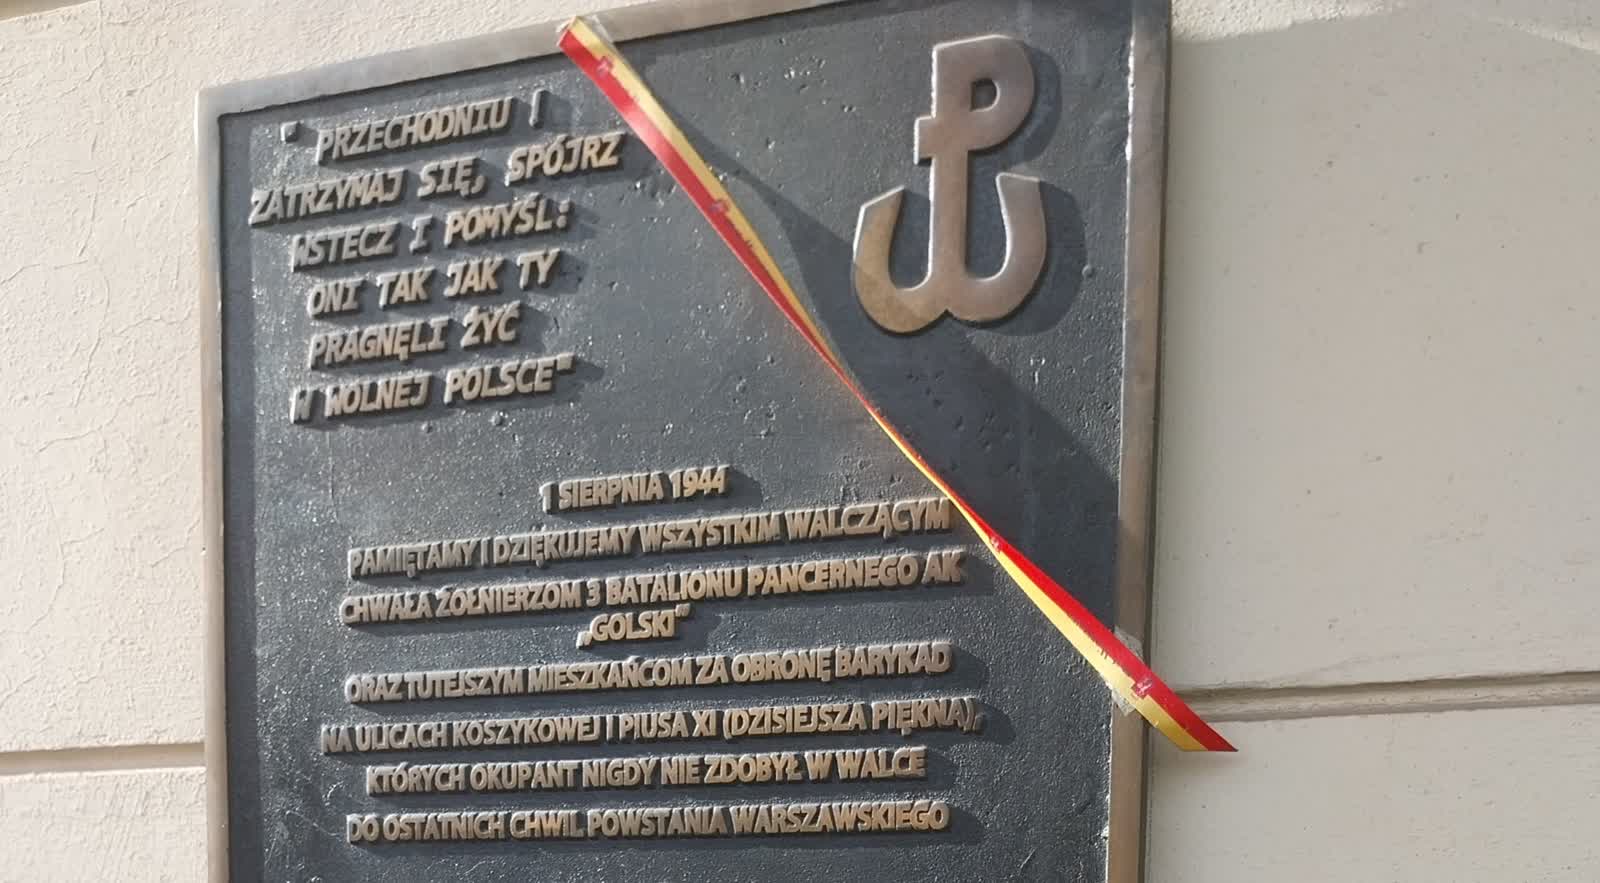 " PRZECHODNIU !
ZATRZYMAJ SIĘ, SPÓJRZ
WSTECZ I POMYŚL:
ONI TAK JAK TY
PRAGNĘLI ŻYĆ
W WOLNEJ POLSCE"
1 SIERPNIA 1944
PAMIĘTAMY I DZIĘKUJEMY WSZYSTKIM WALCZĄCYM
CHWAŁA ŻOŁNIERZOM 3 BATALIONU PANCERNEGO AK
„GOLSKI"
ORAZ TUTEJSZYM MIESZKAŃCOM ZA OBRONĘ BARYKAD
NA ULICACH KOSZYKOWEJ I PIUSA XI (DZISIEJSZA PIĘKNA),
KTÓRYCH OKUPANT NIGDY NIE ZDOBYŁ W WALCE
DO OSTATNICH CHWIL POWSTANIA WARSZAWSKIEGO